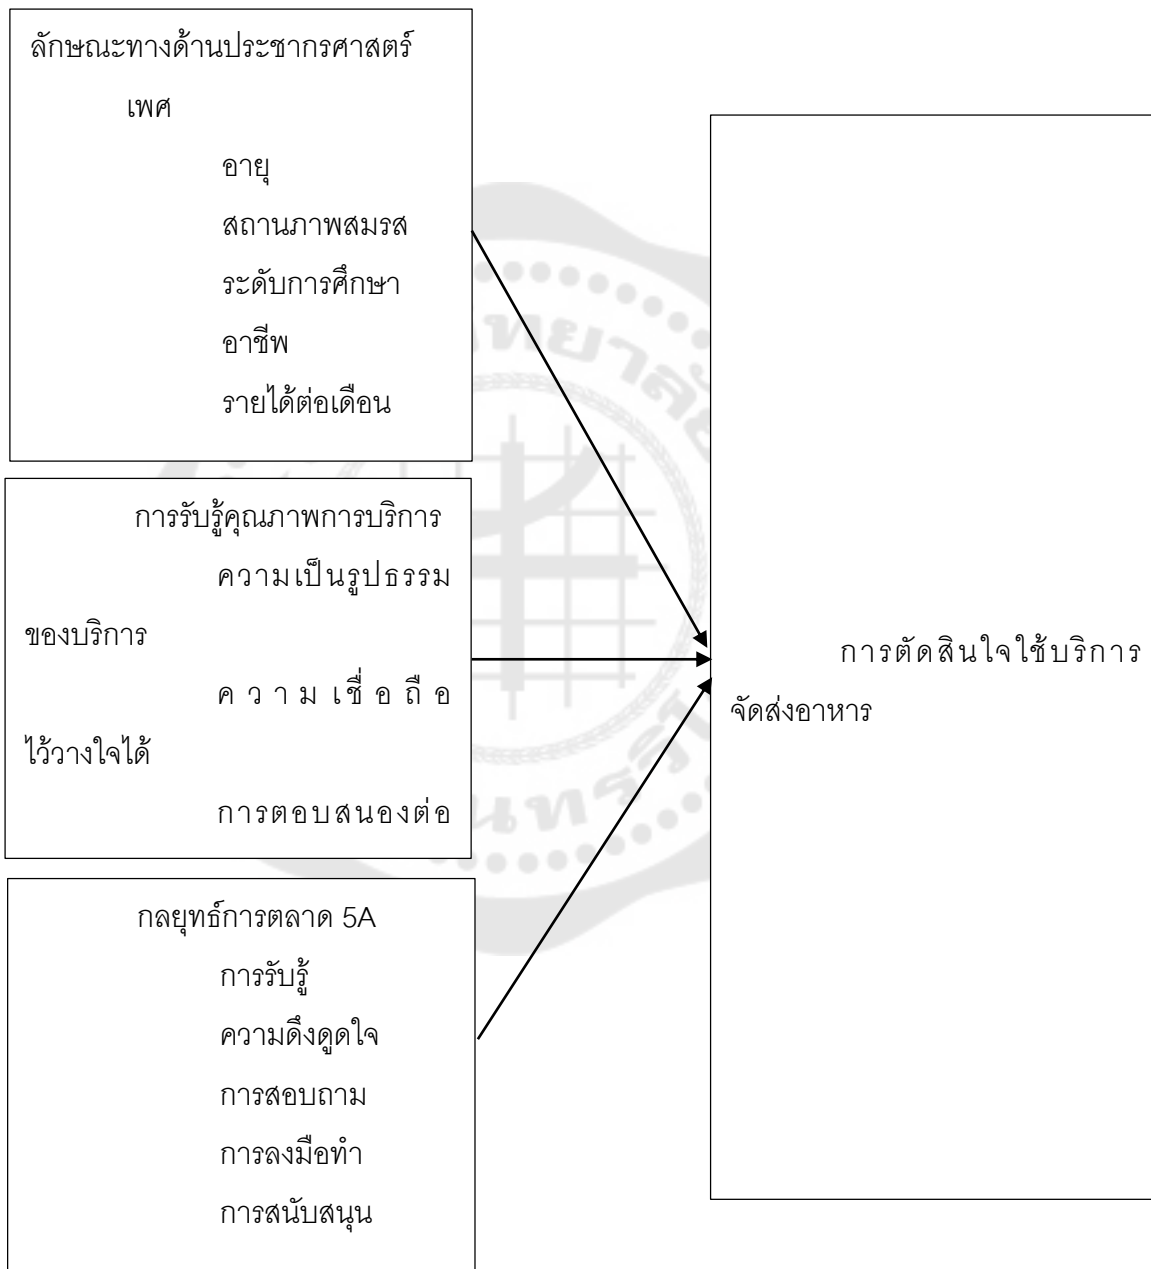 ลักษณะทางด้านประชากรศาสตร์
เพศ
อายุ
สถานภาพสมรส
ระดับการศึกษา
อาชีพ
รายได้ต่อเดือน
การรับรู้คุณภาพการบริการ
ความเป็นรูปธรรม
ของบริการ
ความเชื่อถือ
ไว้วางใจได้
การตอบสนองต่อ
กลยุทธ์การตลาด 5A
การรับรู้
ความดึงดูดใจ
การสอบถาม
การลงมือทำ
การสนับสนุน
การตัดสินใจใช้บริการ
จัดส่งอาหาร